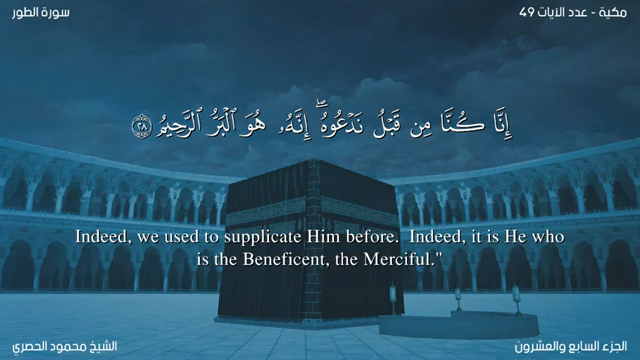 مكية - عدد الآيات 49
سورة الطور
إِنَّا كُنَّا مِن قَبْلُ نَدْعُوهُ ۖ إِنَّهُۥ هُوَ ٱلْبَرُّ ٱلرَّحِيمُ ٢٨
Indeed, we used to supplicate Him before. Indeed, it is He who
is the Beneficent, the Merciful."
الجزء السابع والعشرون
الشيخ محمود الحصري